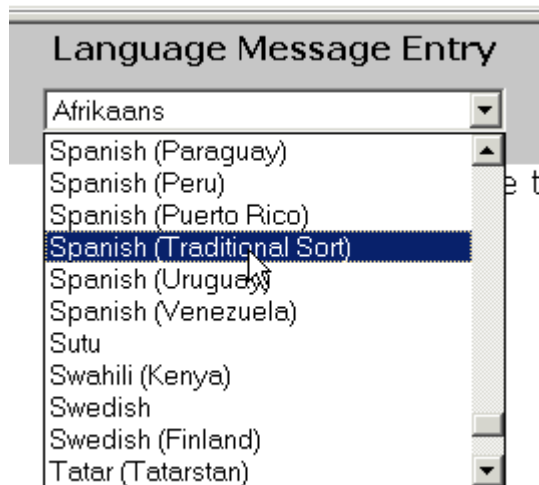 Language Message Entry
Afrikaans
Spanish (Paraguay)
Spanish (Peru)
e t
Spanish (Puerto Rico)
Spanish (Traditional Sort)
Spanish (Uruguay)
Spanish (Venezuela)
Sutu
Swahili (Kenya)
Swedish
Swedish (Finland)
Tatar (Tatarstan)